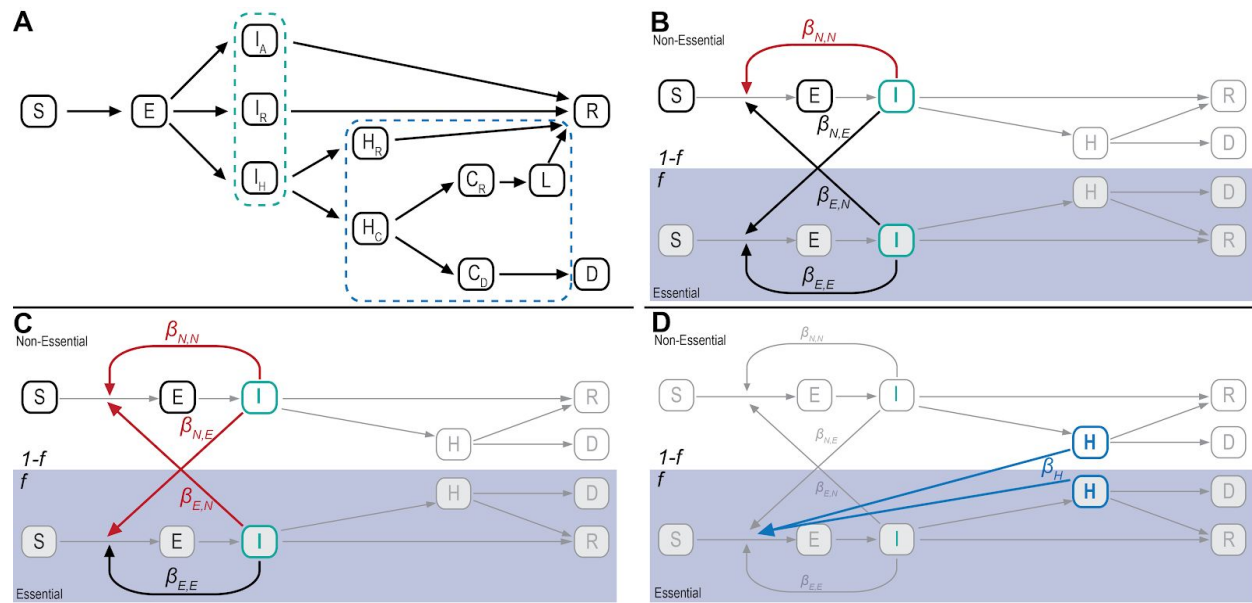 A
S
E
I_A
I_R
I_H
H_R
H_C
C_R
L
C_D
R
D
B
Non-Essential
β_N,N
S
E
I
R
β_N,E
H
D
1-f
f
β_E,N
H
D
S
E
I
R
β_E,E
Essential
C
Non-Essential
β_N,N
S
E
I
R
β_N,E
H
D
1-f
f
β_E,N
H
D
S
E
I
R
β_E,E
Essential
D
Non-Essential
β_N,N
S
E
I
R
β_N,E
H
D
1-f
f
β_H
β_E,N
H
D
S
E
I
R
β_E,E
Essential